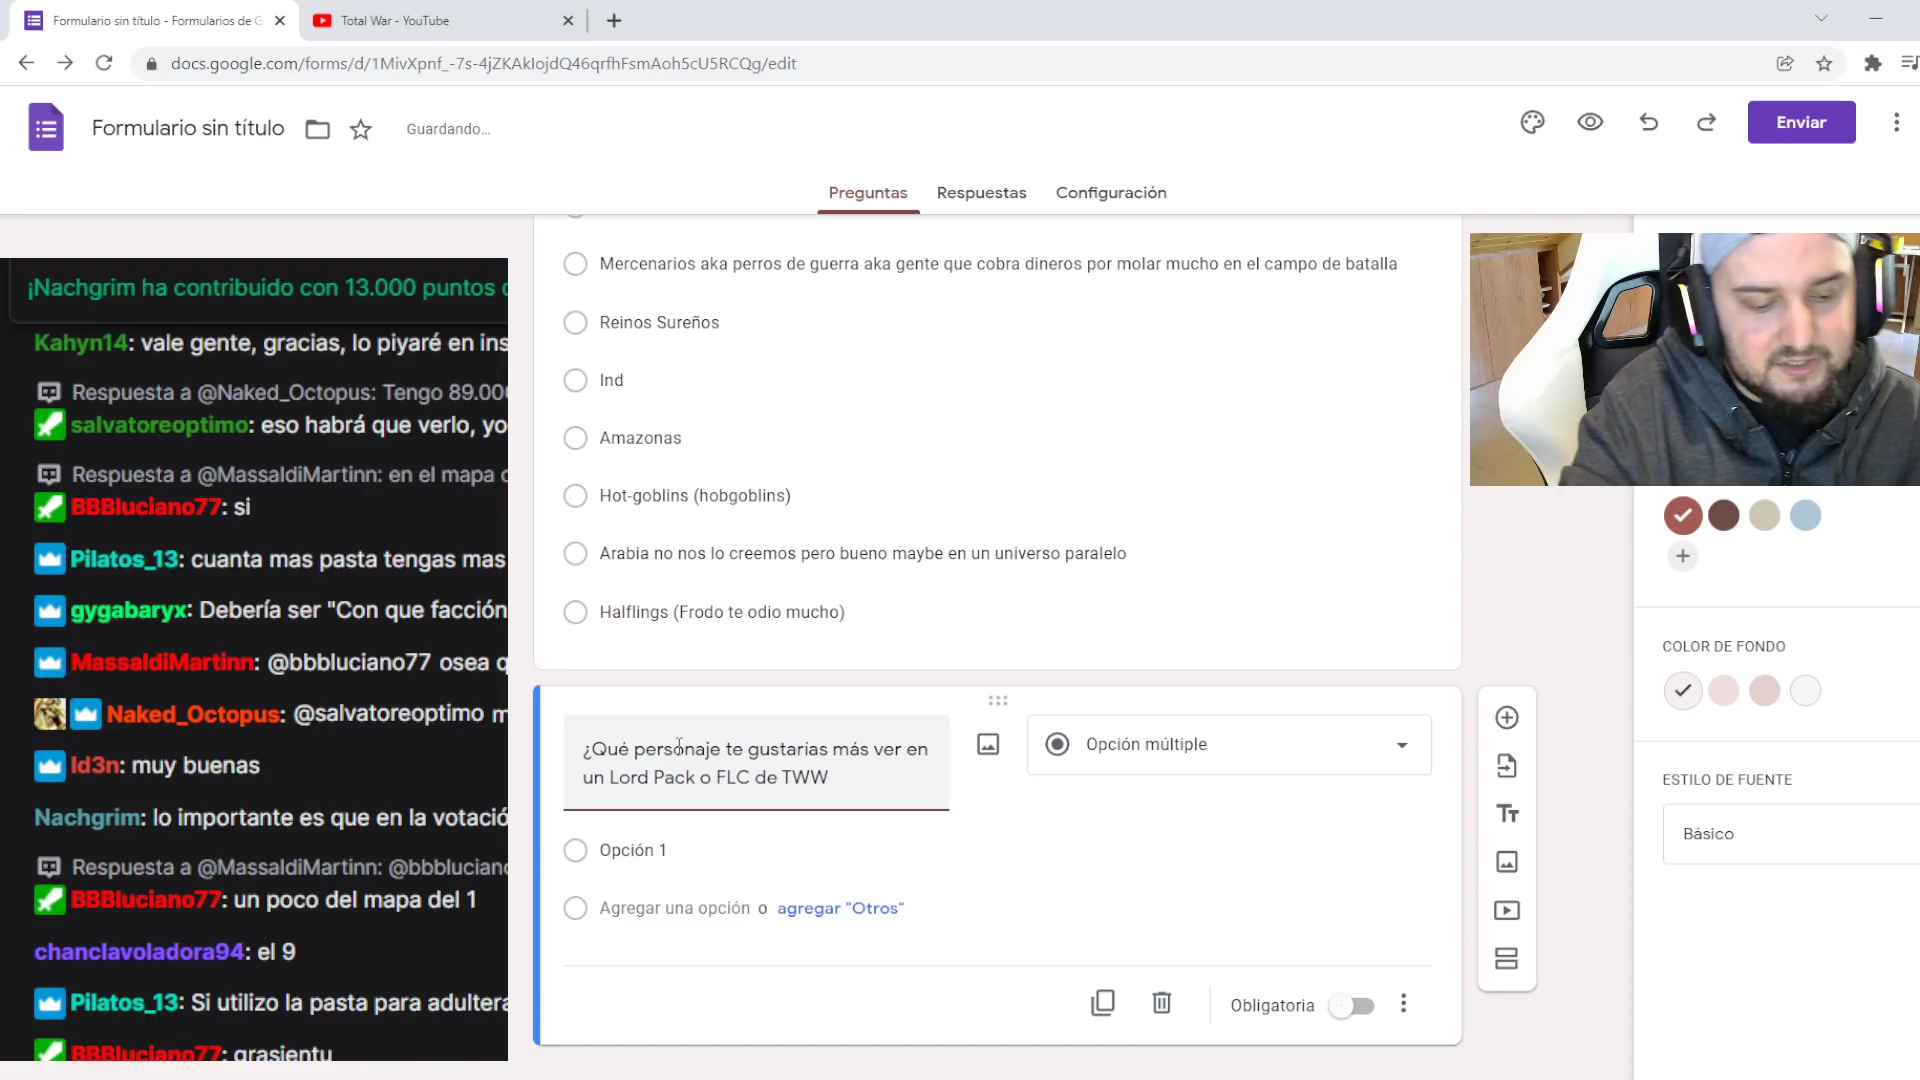 Formulario sin título - Formularios de G
Total War - YouTube
docs.google.com/forms/d/1MivXpnf_-7s-4jZKAkIojdQ46qrfhFsmAoh5cU5RCQg/edit
Formulario sin título
Guardando...
Enviar
Preguntas
Respuestas
Configuración
¡Nachgrim ha contribuido con 13.000 puntos
Kahyn14: vale gente, gracias, lo piyaré en ins
Respuesta a @Naked_Octopus: Tengo 89.00
salvatoreoptimo: eso habrá que verlo, yo
Respuesta a @MassaldiMartinn: en el mapa
BBBluciano77: si
Pilatos_13: cuanta mas pasta tengas mas
gygabaryx: Debería ser "Con que facción
MassaldiMartinn: @bbbluciano77 osea q
Naked_Octopus: @salvatoreoptimo m
Id3n: muy buenas
Nachgrim: lo importante es que en la votació
Respuesta a @MassaldiMartinn: @bbblucian
BBBluciano77: un poco del mapa del 1
chanclavoladora94: el 9
Pilatos_13: Si utilizo la pasta para adultera
BBBluciano77: grasientu
Mercenarios aka perros de guerra aka gente que cobra dineros por molar mucho en el campo de batalla
Reinos Sureños
Ind
Amazonas
Hot-goblins (hobgoblins)
Arabia no nos lo creemos pero bueno maybe en un universo paralelo
Halflings (Frodo te odio mucho)
¿Qué personaje te gustarias más ver en
un Lord Pack o FLC de TWW
Opción múltiple
Opción 1
Agregar una opción o agregar "Otros"
Obligatoria
COLOR DE FONDO
ESTILO DE FUENTE
Básico